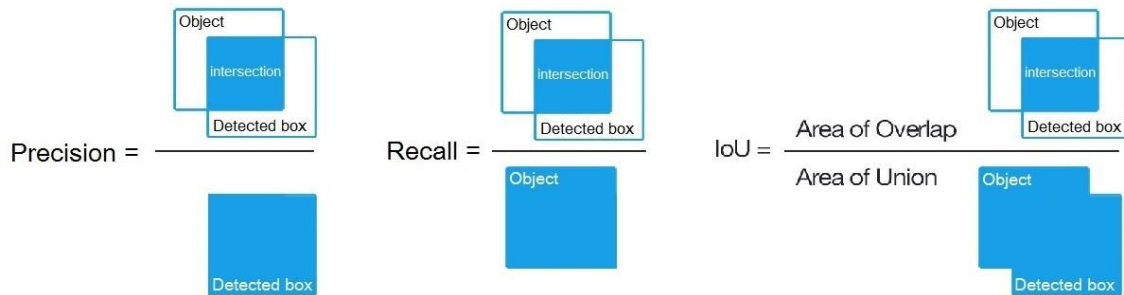 Object
intersection
Detected box
Precision =
Detected box
Object
intersection
Detected box
Recall =
Object
Object
intersection
Detected box
IoU =
Area of Overlap
Area of Union
Object
Detected box